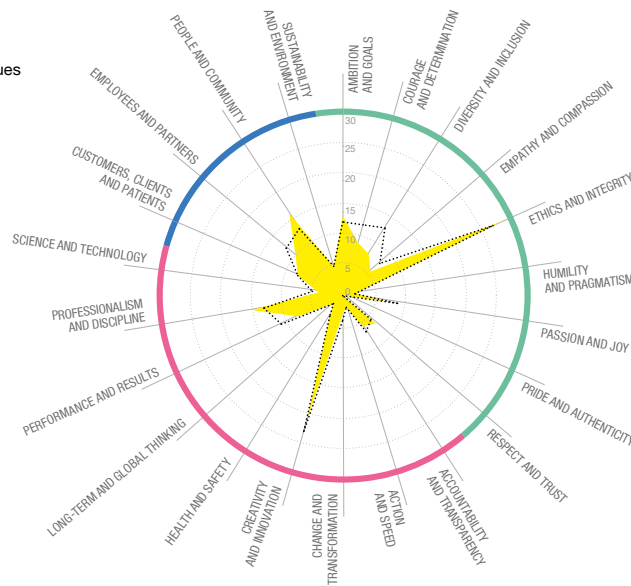 ues
AMBITION
AND GOALS
COURAGE
AND DETERMINATION
DIVERSITY AND INCLUSION
EMPATHY AND COMPASSION
ETHICS AND INTEGRITY
HUMILITY
AND PRAGMATISM
PASSION AND JOY
PRIDE AND AUTHENTICITY
RESPECT AND TRUST
ACCOUNTABILITY
AND TRANSPARENCY
ACTION
AND SPEED
CHANGE AND
TRANSFORMATION
CREATIVITY
AND INNOVATION
HEALTH AND SAFETY
LONG-TERM AND GLOBAL THINKING
PERFORMANCE AND RESULTS
PROFESSIONALISM
AND DISCIPLINE
SCIENCE AND TECHNOLOGY
CUSTOMERS, CLIENTS
AND PATIENTS
EMPLOYEES AND PARTNERS
PEOPLE AND COMMUNITY
SUSTAINABILITY
AND ENVIRONMENT
30
25
20
15
10
5
0